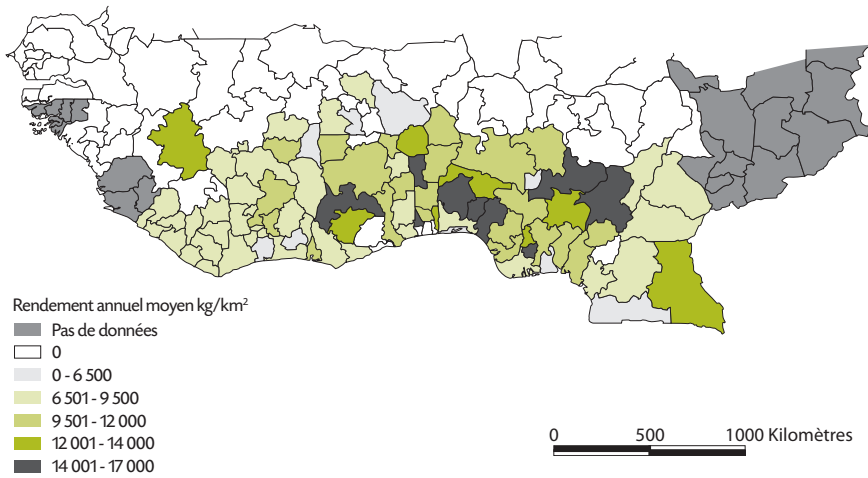 Rendement annuel moyen kg/km²
Pas de données
0
0 - 6 500
6 501 - 9 500
9 501 - 12 000
12 001 - 14 000
14 001 - 17 000
0 500 1000 Kilomètres